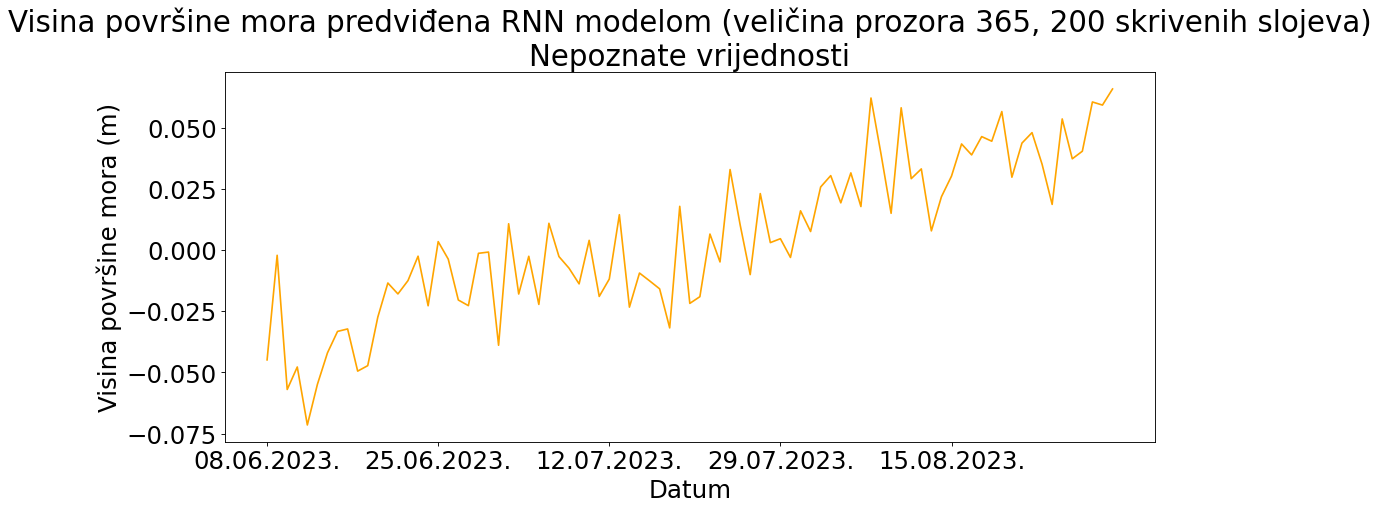 Visina površine mora predviđena RNN modelom (veličina prozora 365, 200 skrivenih slojeva)
Nepoznate vrijednosti
Visina površine mora (m)
0.050
0.025
0.000
−0.025
−0.050
−0.075
08.06.2023. 25.06.2023. 12.07.2023. 29.07.2023. 15.08.2023.
Datum